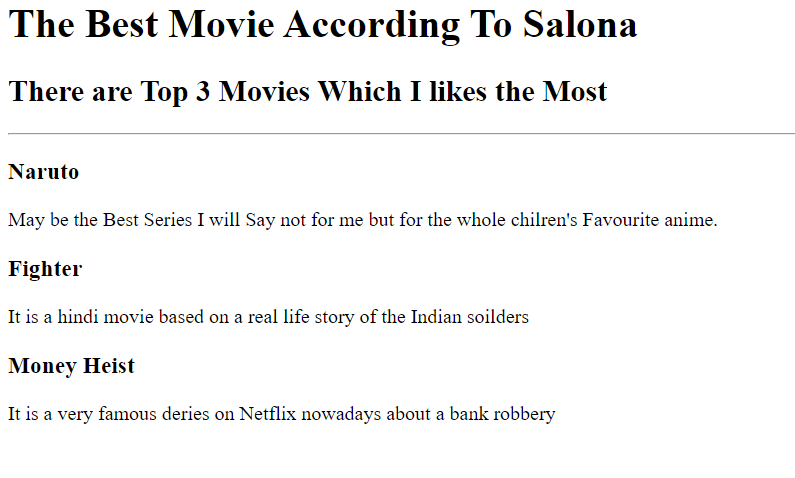 The Best Movie According To Salona
There are Top 3 Movies Which I likes the Most
Naruto
May be the Best Series I will Say not for me but for the whole chilren's Favourite anime.
Fighter
It is a hindi movie based on a real life story of the Indian soilders
Money Heist
It is a very famous deries on Netflix nowadays about a bank robbery